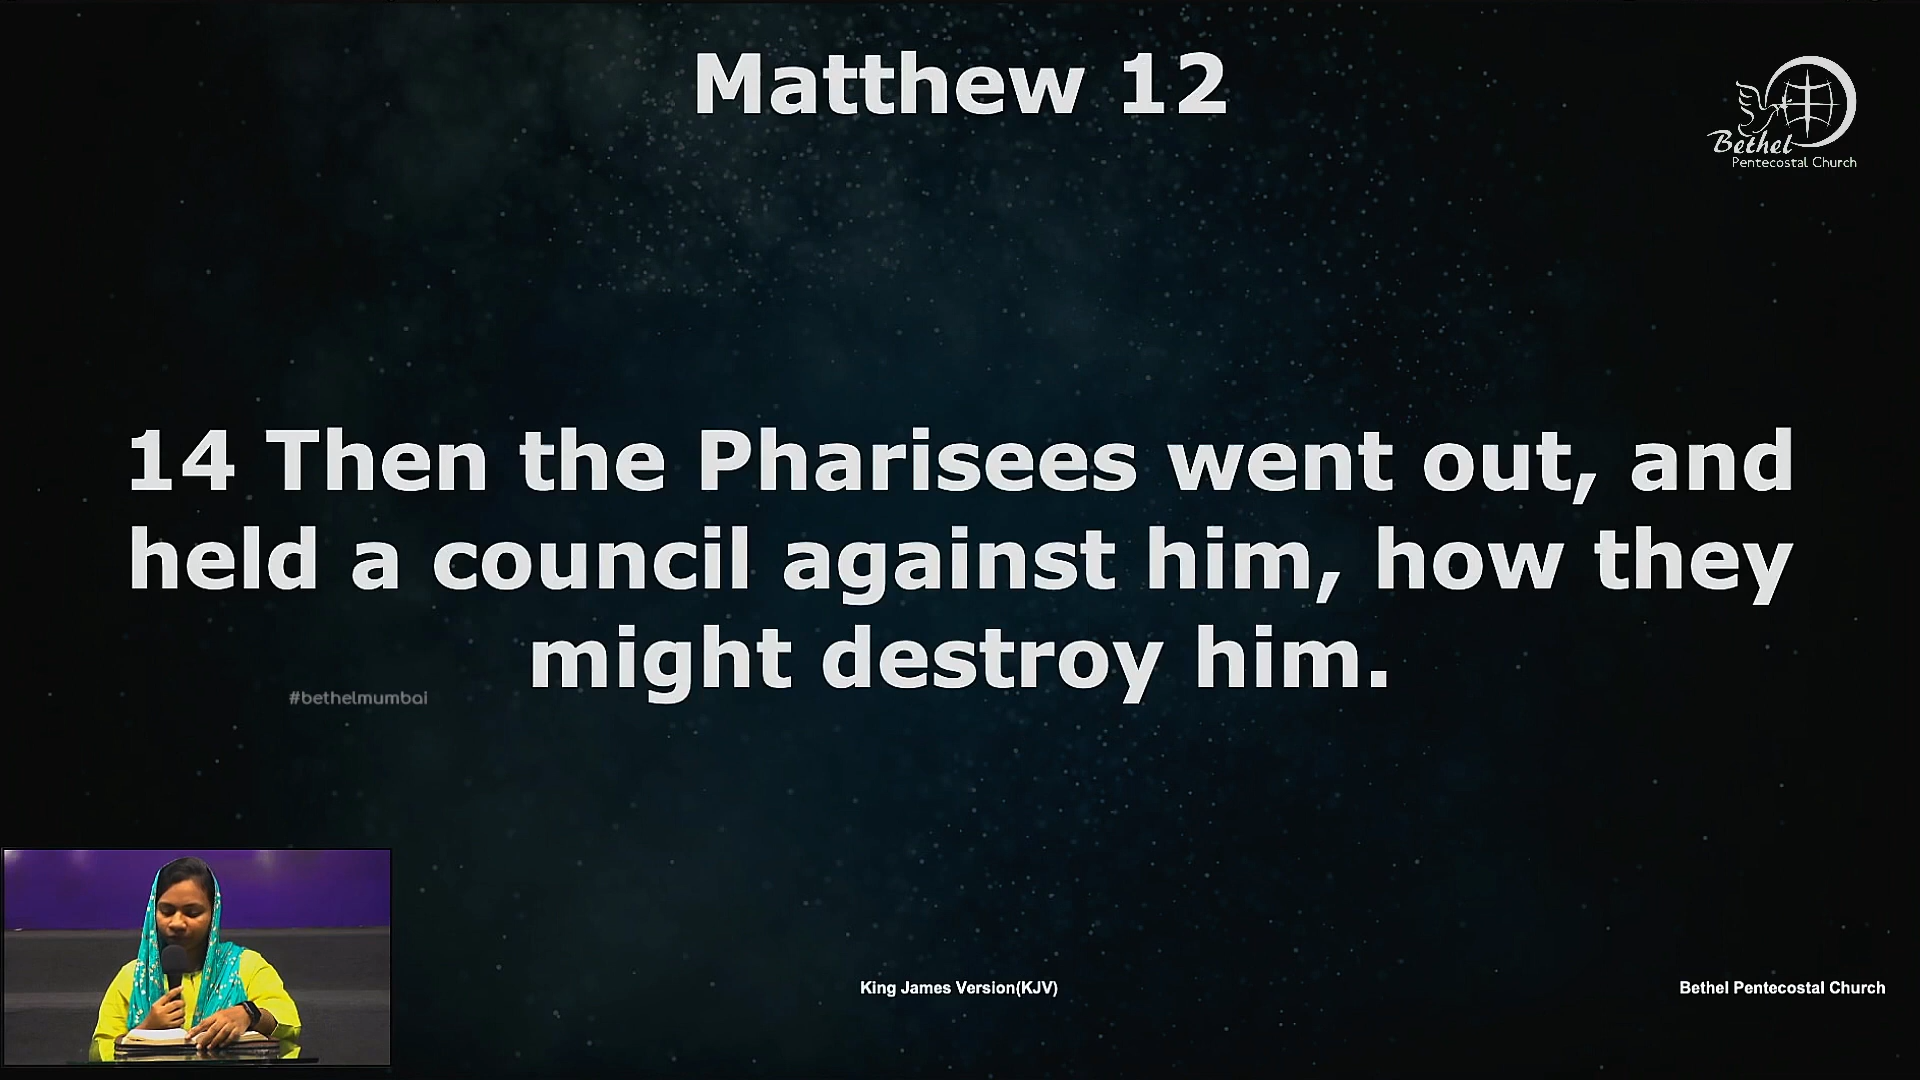 Matthew 12
Bethel
Pentecostal Church
14 Then the Pharisees went out, and
held a council against him, how they
might destroy him.
#bethelmumbai
King James Version(KJV)
Bethel Pentecostal Church